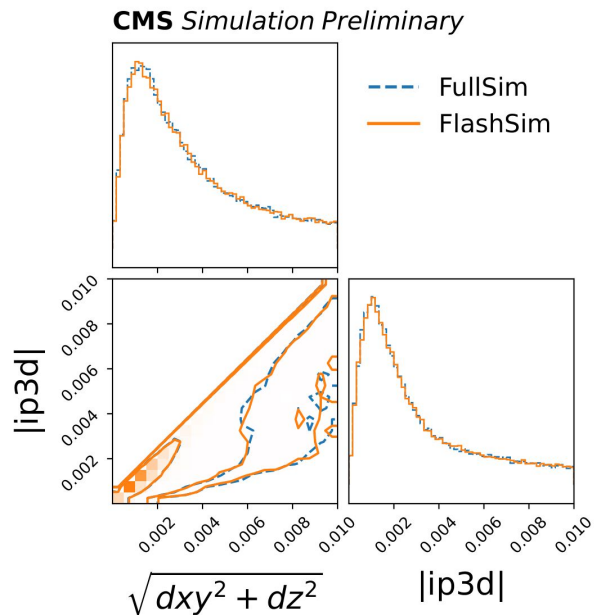 CMS Simulation Preliminary
FullSim
FlashSim
|ip3d|
0.010
0.008
0.006
0.004
0.002
0.002 0.004 0.006 0.008 0.010
0.002 0.004 0.006 0.008 0.010
√dxy² + dz²
|ip3d|